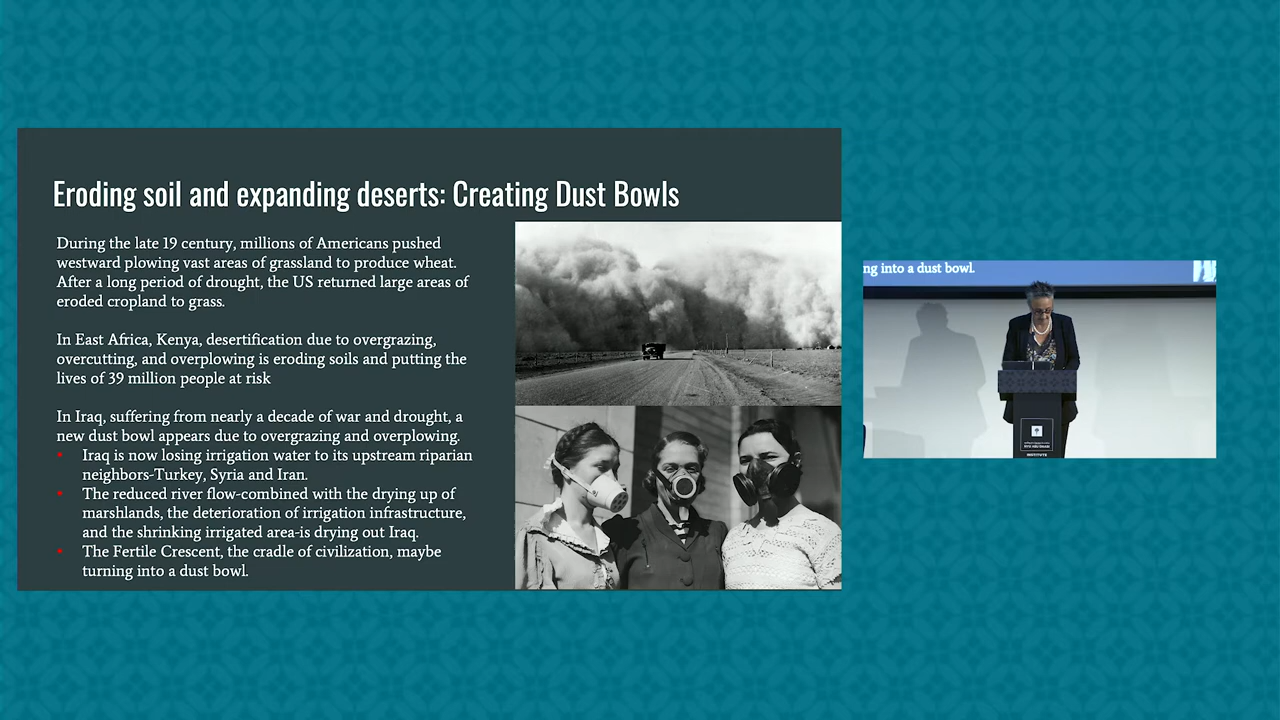 Eroding soil and expanding deserts: Creating Dust Bowls
During the late 19 century, millions of Americans pushed
westward plowing vast areas of grassland to produce wheat.
After a long period of drought, the US returned large areas of
eroded cropland to grass.
In East Africa, Kenya, desertification due to overgrazing,
overcutting, and overplowing is eroding soils and putting the
lives of 39 million people at risk
In Iraq, suffering from nearly a decade of war and drought, a
new dust bowl appears due to overgrazing and overplowing.
Iraq is now losing irrigation water to its upstream riparian
neighbors-Turkey, Syria and Iran.
The reduced river flow-combined with the drying up of
marshlands, the deterioration of irrigation infrastructure,
and the shrinking irrigated area-is drying out Iraq.
The Fertile Crescent, the cradle of civilization, maybe
turning into a dust bowl.
ng into a dust bowl.
NYU ABU DHABI
INSTITUTE